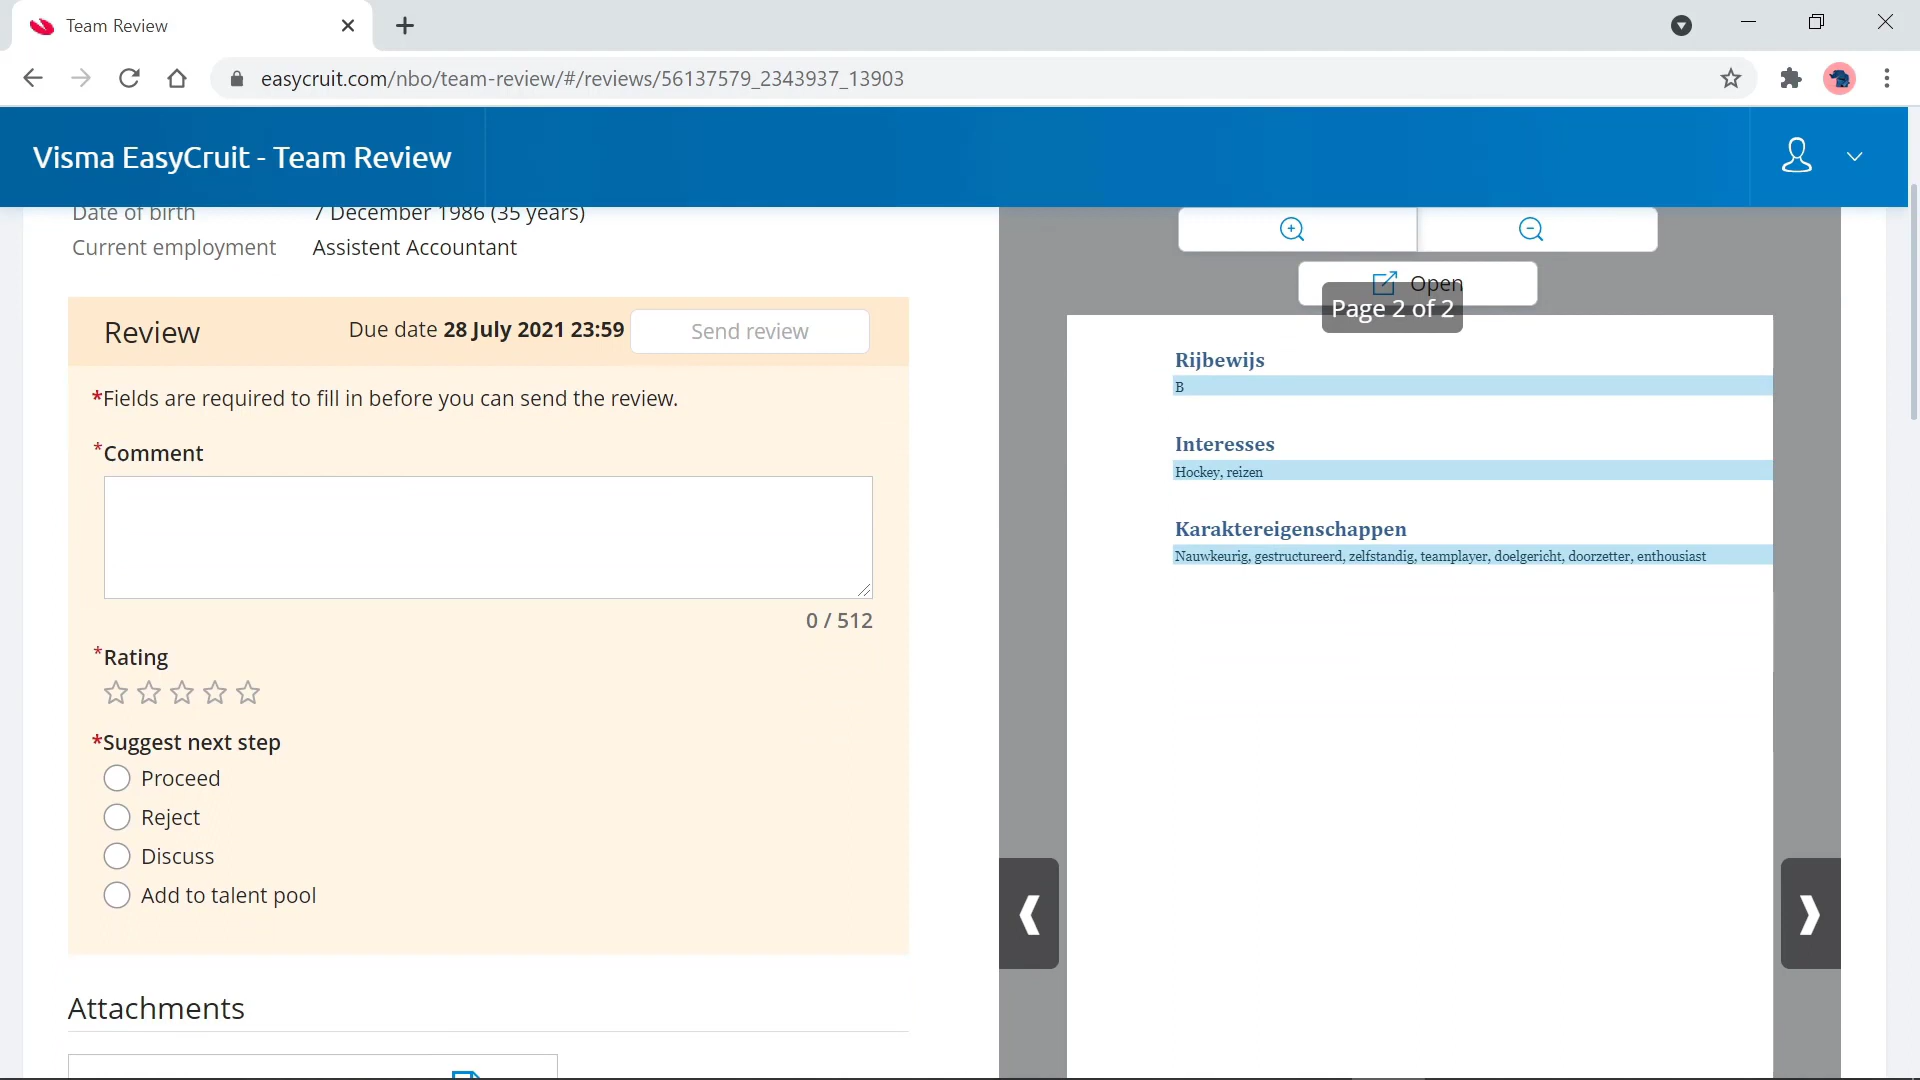 Team Review
easycruit.com/nbo/team-review/#/reviews/56137579_2343937_13903
Visma EasyCruit - Team Review
Date of birth 7 December 1986 (35 years)
Current employment Assistent Accountant
Review Due date 28 July 2021 23:59 Send review
*Fields are required to fill in before you can send the review.
*Comment
0 / 512
*Rating
*Suggest next step
Proceed
Reject
Discuss
Add to talent pool
Attachments
Open
Page 2 of 2
Rijbewijs
B
Interesses
Hockey, reizen
Karaktereigenschappen
Nauwkeurig, gestructureerd, zelfstandig, teamplayer, doelgericht, doorzetter, enthousiast